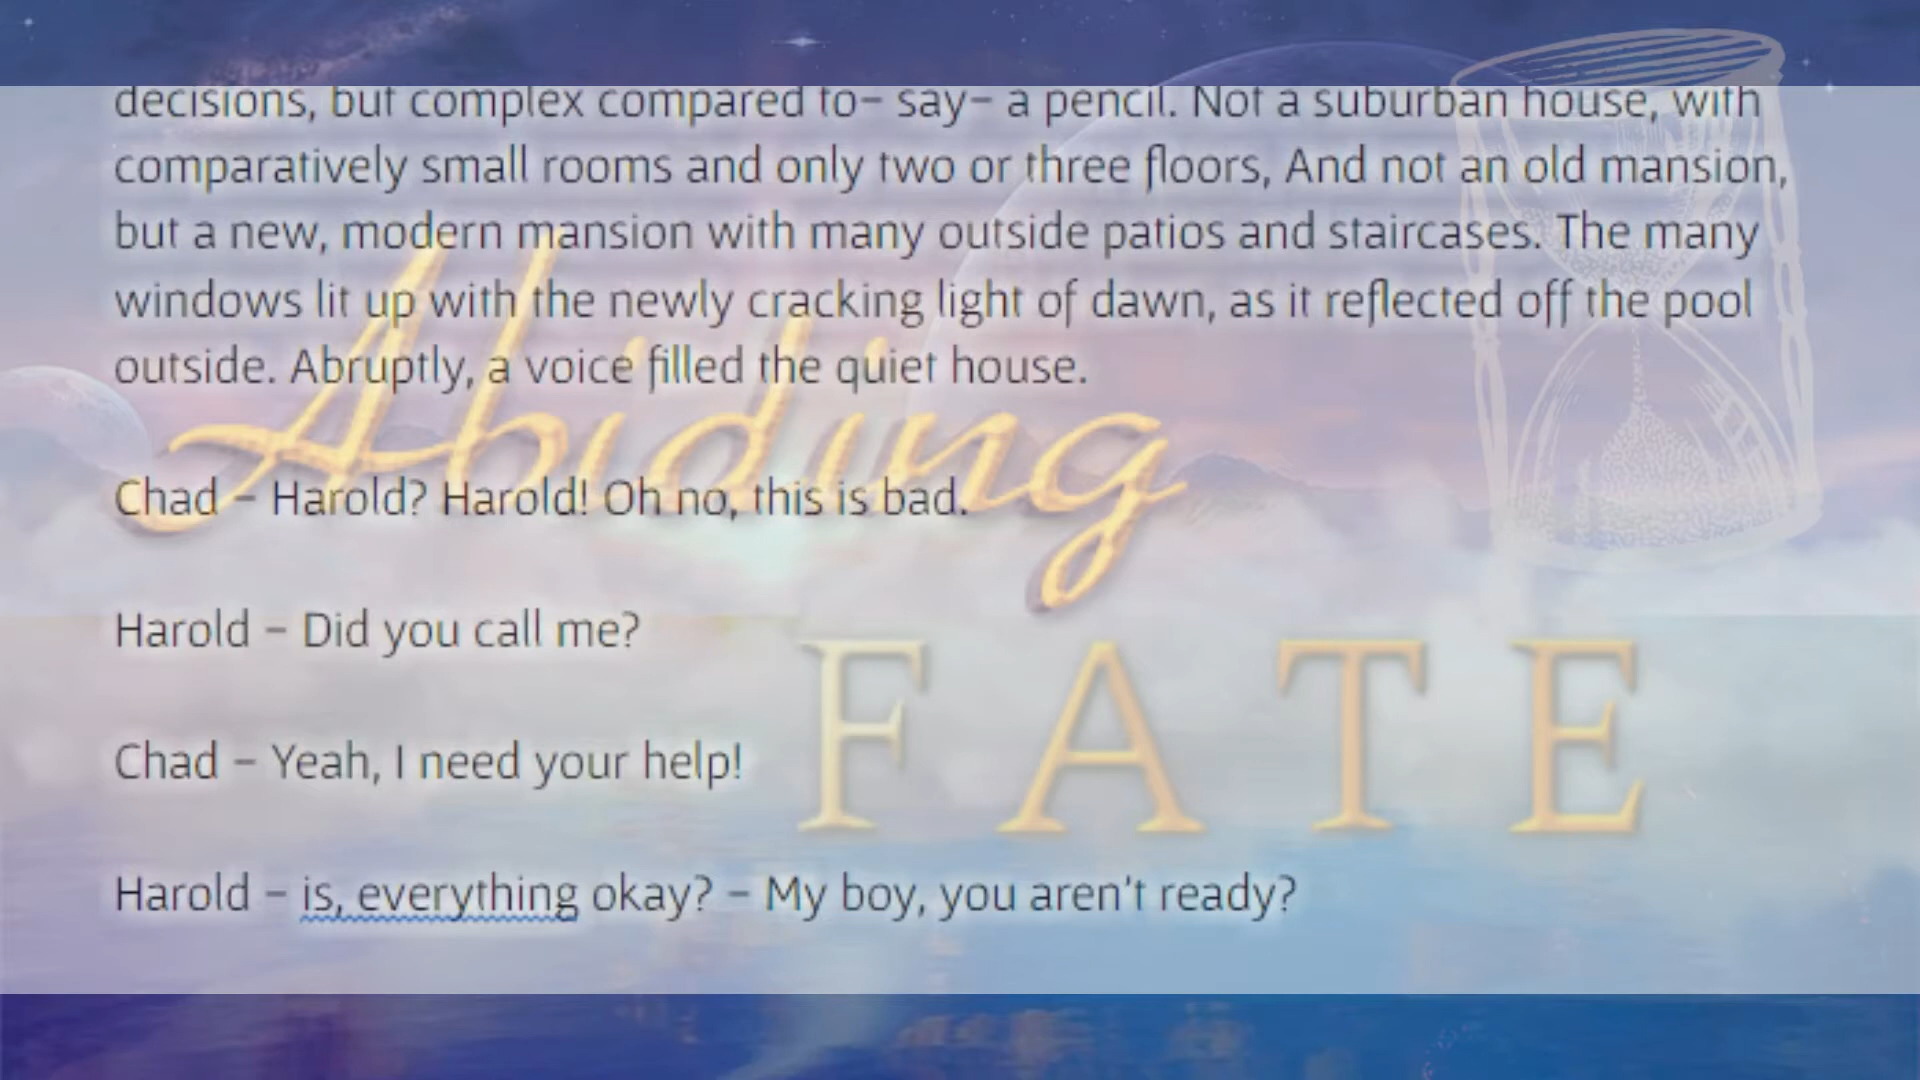 decisions, but complex compared to– say– a pencil. Not a suburban house, with
comparatively small rooms and only two or three floors, And not an old mansion,
but a new, modern mansion with many outside patios and staircases. The many
windows lit up with the newly cracking light of dawn, as it reflected off the pool
outside. Abruptly, a voice filled the quiet house.
Abiding
Chad – Harold? Harold! Oh no, this is bad.
Harold – Did you call me?
FATE
Chad – Yeah, I need your help!
Harold – is, everything okay? – My boy, you aren't ready?